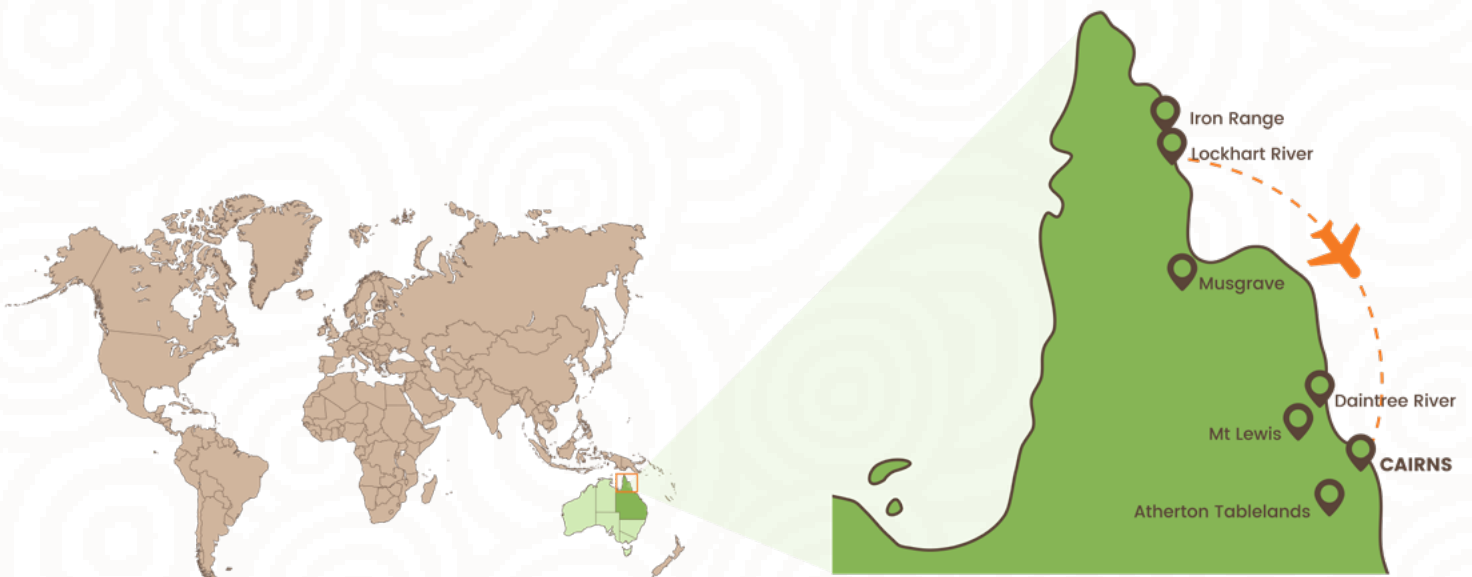 Iron Range
Lockhart River
Musgrave
Daintree River
Mt Lewis
CAIRNS
Atherton Tablelands